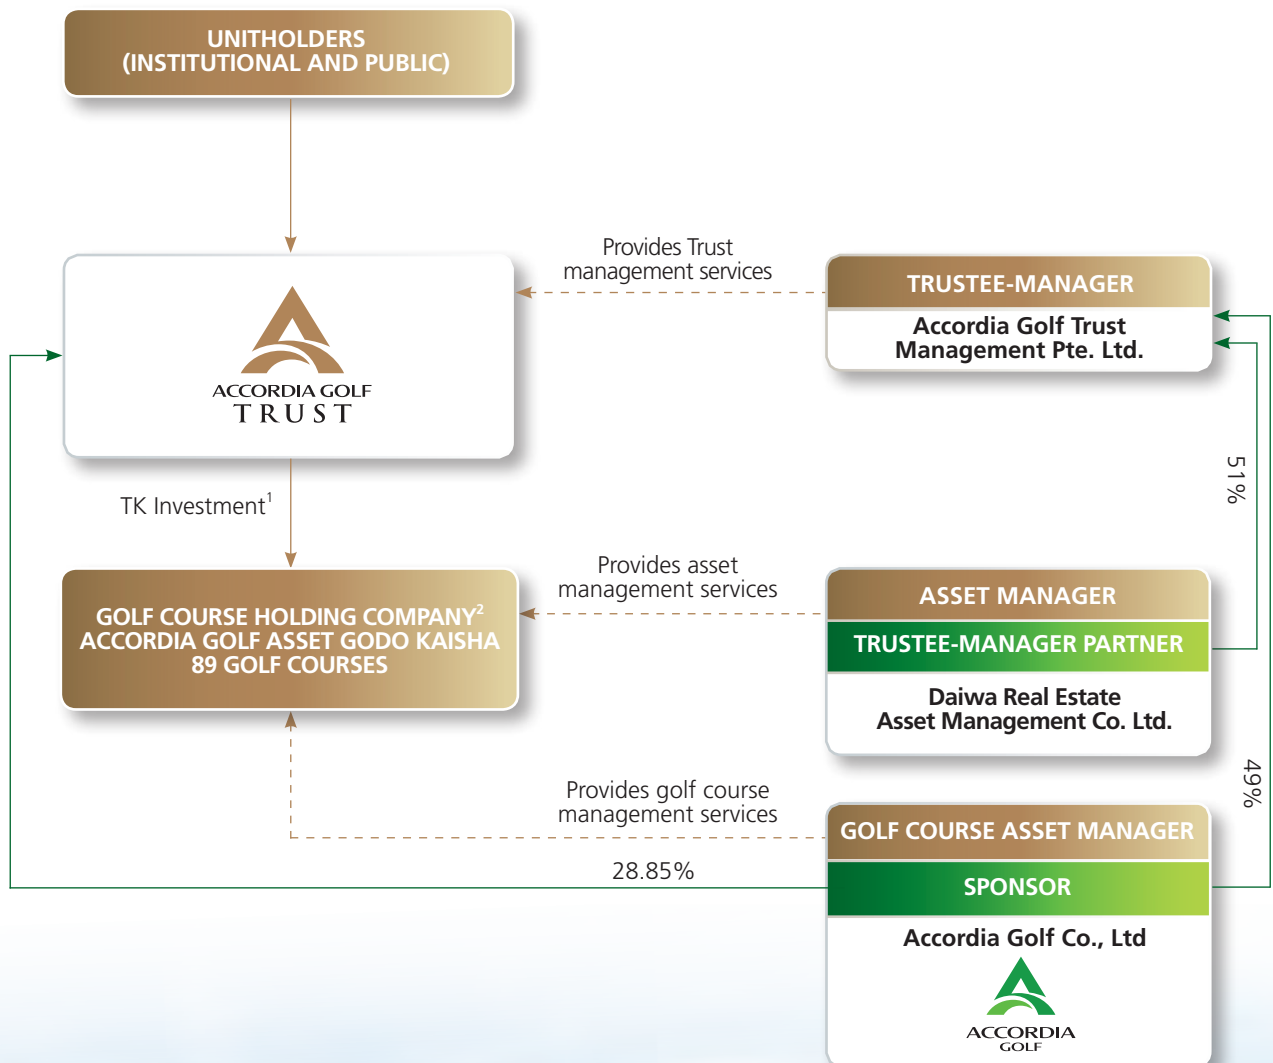 UNITHOLDERS
(INSTITUTIONAL AND PUBLIC)
Provides Trust
management services
TRUSTEE-MANAGER
Accordia Golf Trust
Management Pte. Ltd.
ACCORDIA GOLF
TRUST
51%
TK Investment¹
Provides asset
management services
ASSET MANAGER
TRUSTEE-MANAGER PARTNER
Daiwa Real Estate
Asset Management Co. Ltd.
GOLF COURSE HOLDING COMPANY²
ACCORDIA GOLF ASSET GODO KAISHA
89 GOLF COURSES
49%
Provides golf course
management services
GOLF COURSE ASSET MANAGER
28.85%
SPONSOR
Accordia Golf Co., Ltd
ACCORDIA
GOLF